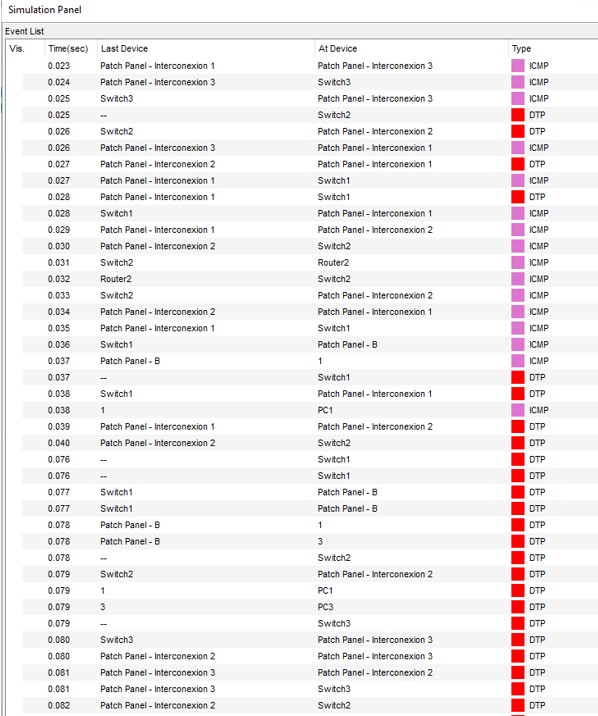 Simulation Panel
Event List
Vis. Time(sec) Last Device At Device Type
0.023 Patch Panel - Interconexion 1 Patch Panel - Interconexion 3 ICMP
0.024 Patch Panel - Interconexion 3 Switch3 ICMP
0.025 Switch3 Patch Panel - Interconexion 3 ICMP
0.025 -- Switch2 DTP
0.026 Switch2 Patch Panel - Interconexion 2 DTP
0.026 Patch Panel - Interconexion 3 Patch Panel - Interconexion 1 ICMP
0.027 Patch Panel - Interconexion 2 Patch Panel - Interconexion 1 DTP
0.027 Patch Panel - Interconexion 1 Switch1 ICMP
0.028 Patch Panel - Interconexion 1 Switch1 DTP
0.028 Switch1 Patch Panel - Interconexion 1 ICMP
0.029 Patch Panel - Interconexion 1 Patch Panel - Interconexion 2 ICMP
0.030 Patch Panel - Interconexion 2 Switch2 ICMP
0.031 Switch2 Router2 ICMP
0.032 Router2 Switch2 ICMP
0.033 Switch2 Patch Panel - Interconexion 2 ICMP
0.034 Patch Panel - Interconexion 2 Patch Panel - Interconexion 1 ICMP
0.035 Patch Panel - Interconexion 1 Switch1 ICMP
0.036 Switch1 Patch Panel - B ICMP
0.037 Patch Panel - B 1 ICMP
0.037 -- Switch1 DTP
0.038 Switch1 Patch Panel - Interconexion 1 DTP
0.038 1 PC1 ICMP
0.039 Patch Panel - Interconexion 1 Patch Panel - Interconexion 2 DTP
0.040 Patch Panel - Interconexion 2 Switch2 DTP
0.076 -- Switch1 DTP
0.076 -- Switch1 DTP
0.077 Switch1 Patch Panel - B DTP
0.077 Switch1 Patch Panel - B DTP
0.078 Patch Panel - B 1 DTP
0.078 Patch Panel - B 3 DTP
0.078 -- Switch2 DTP
0.079 Switch2 Patch Panel - Interconexion 2 DTP
0.079 1 PC1 DTP
0.079 3 PC3 DTP
0.079 -- Switch3 DTP
0.080 Switch3 Patch Panel - Interconexion 3 DTP
0.080 Patch Panel - Interconexion 2 Patch Panel - Interconexion 3 DTP
0.081 Patch Panel - Interconexion 3 Patch Panel - Interconexion 2 DTP
0.081 Patch Panel - Interconexion 3 Switch3 DTP
0.082 Patch Panel - Interconexion 2 Switch2 DTP